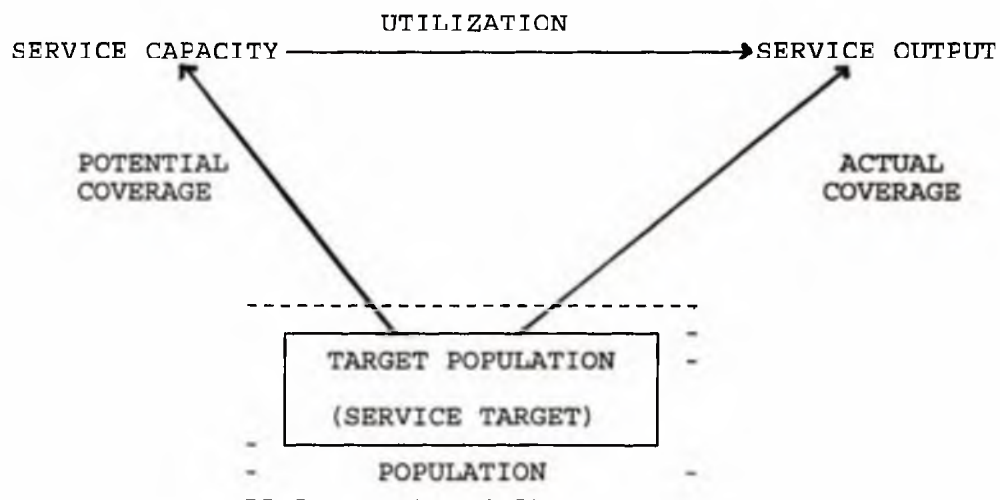 UTILIZATION
SERVICE CAPACITY SERVICE OUTPUT
POTENTIAL
COVERAGE
ACTUAL
COVERAGE
TARGET POPULATION
(SERVICE TARGET)
POPULATION